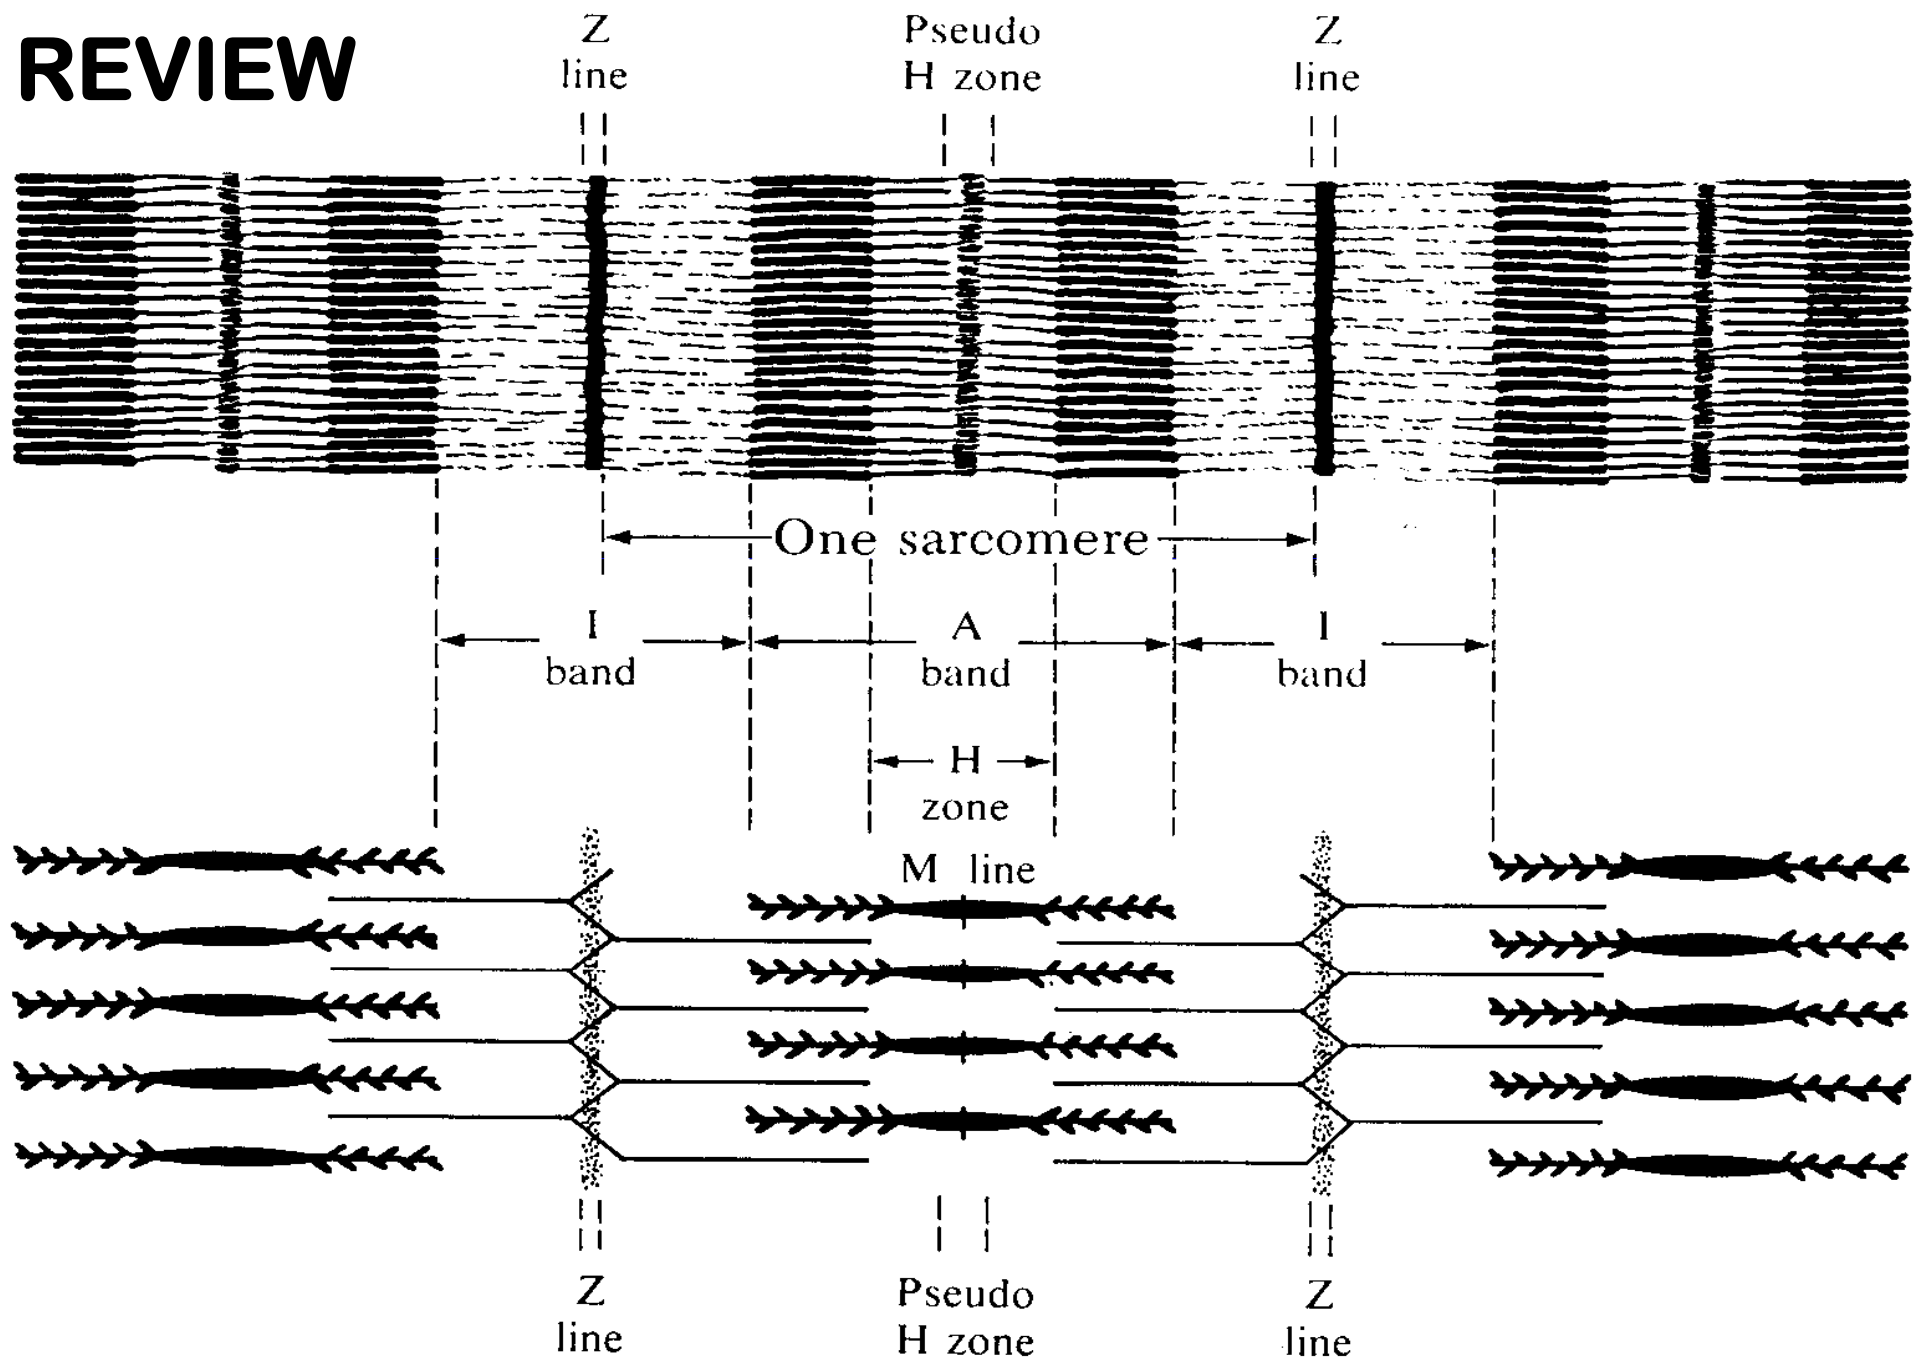 REVIEW
Z
line
Pseudo
H zone
Z
line
One sarcomere
I
band
A
band
I
band
H
zone
M line
Z
line
Pseudo
H zone
Z
line